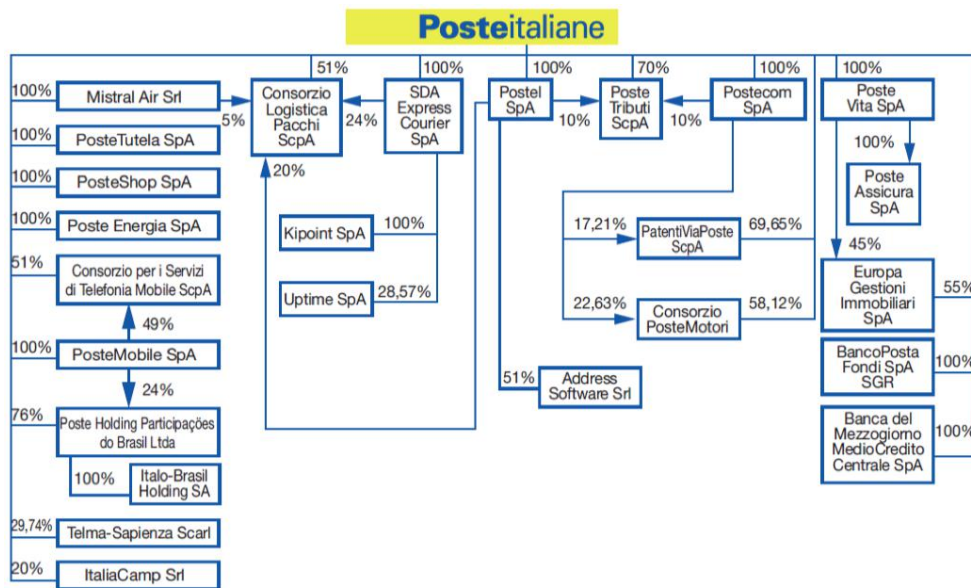 Posteitaliane
51%
100%
100%
70%
100%
100%
100%
Mistral Air Srl
5%
Consorzio
Logistica
Pacchi
ScpA
24%
SDA
Express
Courier
SpA
Postel
SpA
10%
Poste
Tributi
ScpA
10%
Postecom
SpA
Poste
Vita SpA
100%
PosteTutela SpA
20%
100%
Poste
Assicura
SpA
100%
PosteShop SpA
100%
Poste Energia SpA
Kipoint SpA
100%
17,21%
PatentiViaPoste
ScpA
69,65%
45%
51%
Consorzio per i Servizi
di Telefonia Mobile ScpA
Uptime SpA
28,57%
22,63%
Consorzio
PosteMotori
58,12%
Europa
Gestioni
Immobiliari
SpA
55%
49%
100%
PosteMobile SpA
24%
51%
Address
Software Srl
BancoPosta
Fondi SpA
SGR
100%
76%
Poste Holding Participações
do Brasil Ltda
Banca del
Mezzogiorno
MedioCredito
Centrale SpA
100%
100%
Italo-Brasil
Holding SA
29,74%
Telma-Sapienza Scarl
20%
ItaliaCamp Srl